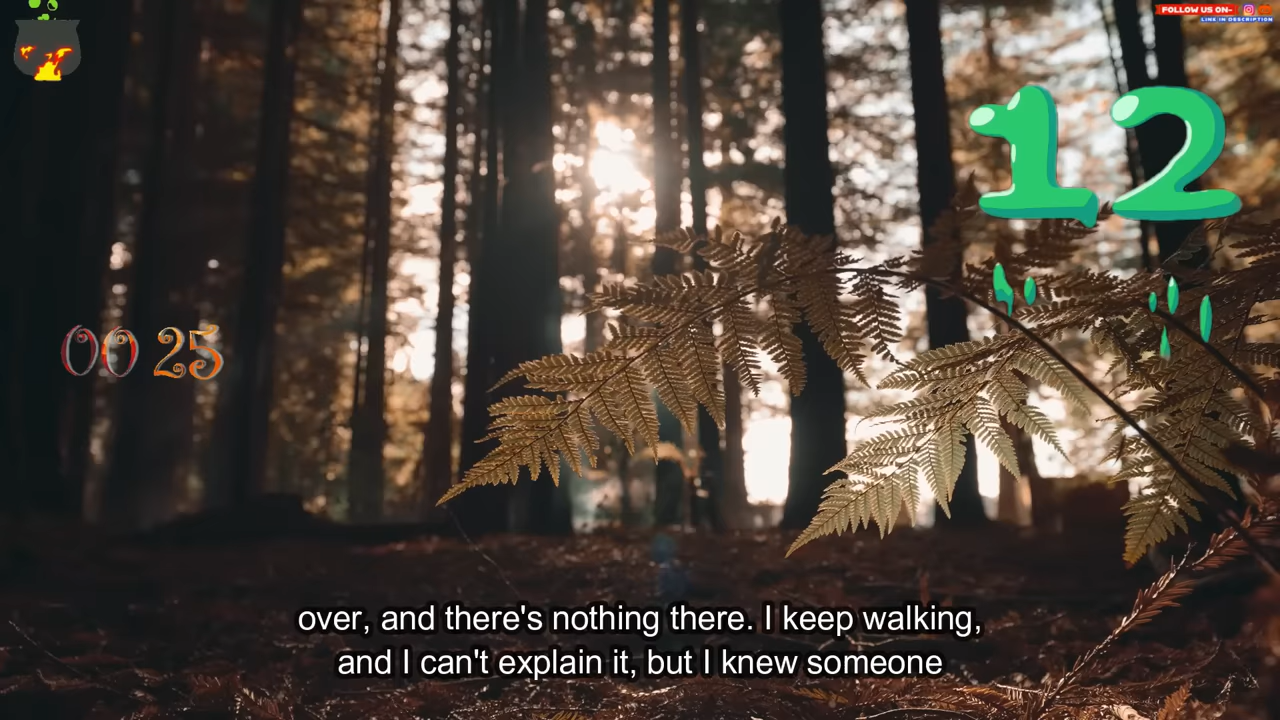 FOLLOW US ON-
LINK IN DESCRIPTION
12
00 25
over, and there's nothing there. I keep walking,
and I can't explain it, but I knew someone